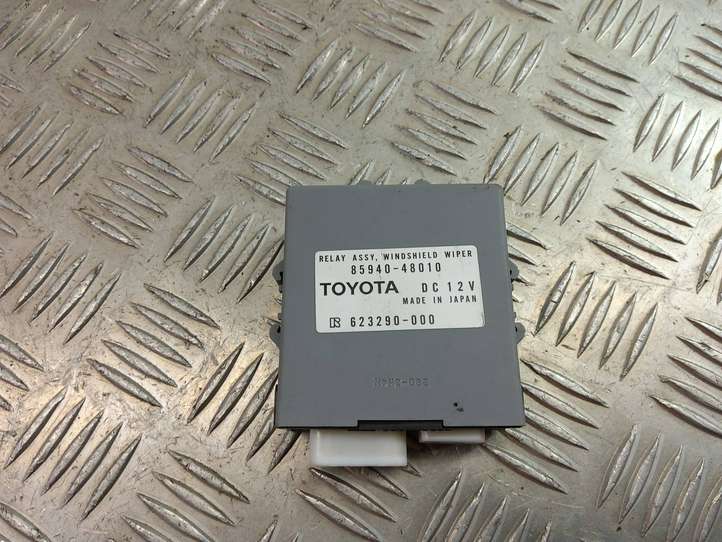 RELAY ASSY, WINDSHIELD WIPER
85940-48010
TOYOTA DC 12V
MADE IN JAPAN
623290-000